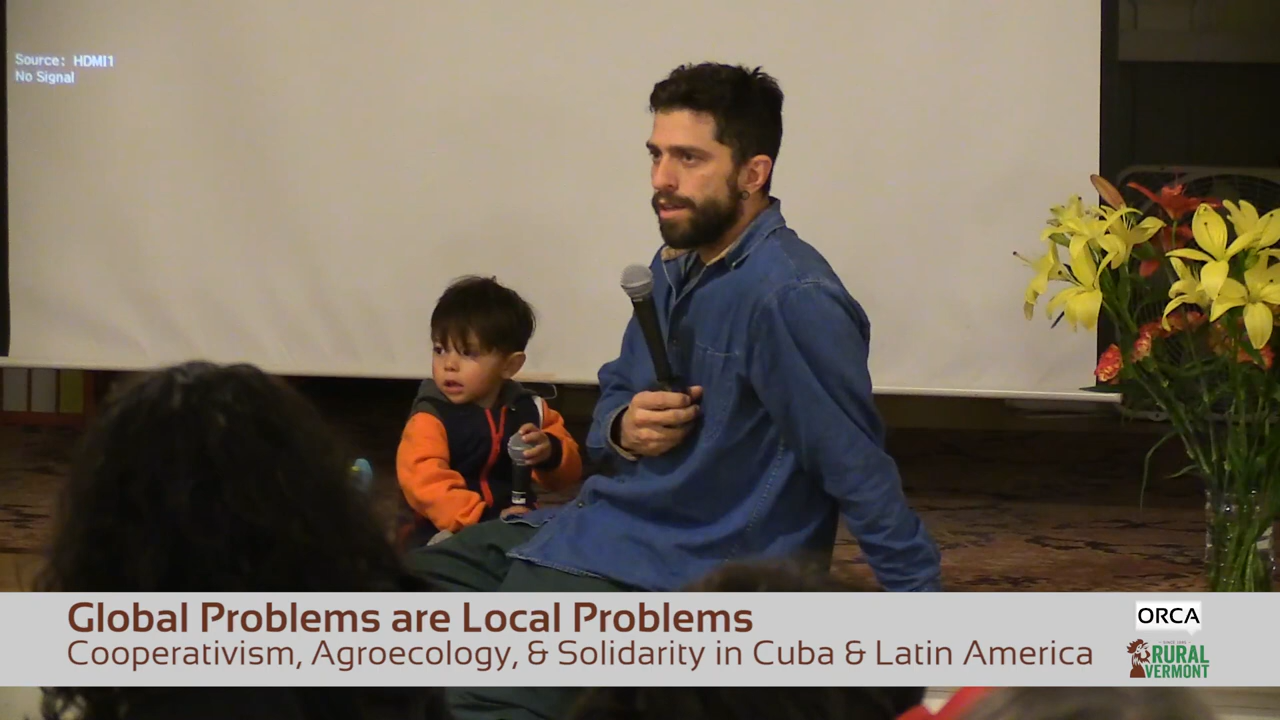 Source: HDMI1
No Signal
Global Problems are Local Problems
Cooperativism, Agroecology, & Solidarity in Cuba & Latin America
ORCA
RURAL
VERMONT